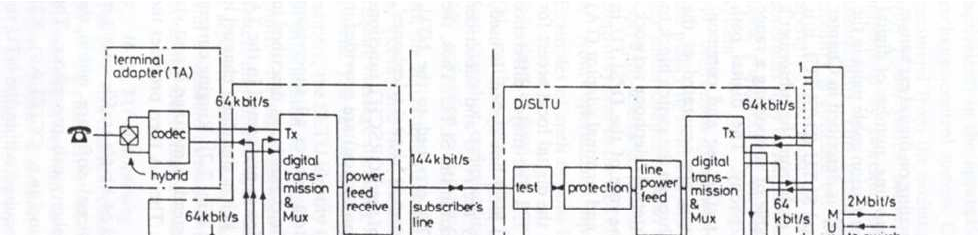 terminal
adapter (TA)
64kbit/s
codec
hybrid
64kbit/s
Tx
digital
trans-
mission
&
Mux
power
feed
receive
144kbit/s
subscriber's
line
D/SLTU
test
protection
line
power
feed
64kbit/s
Tx
digital
trans-
mission
&
Mux
64
kbit/s
1
M
U
2Mbit/s